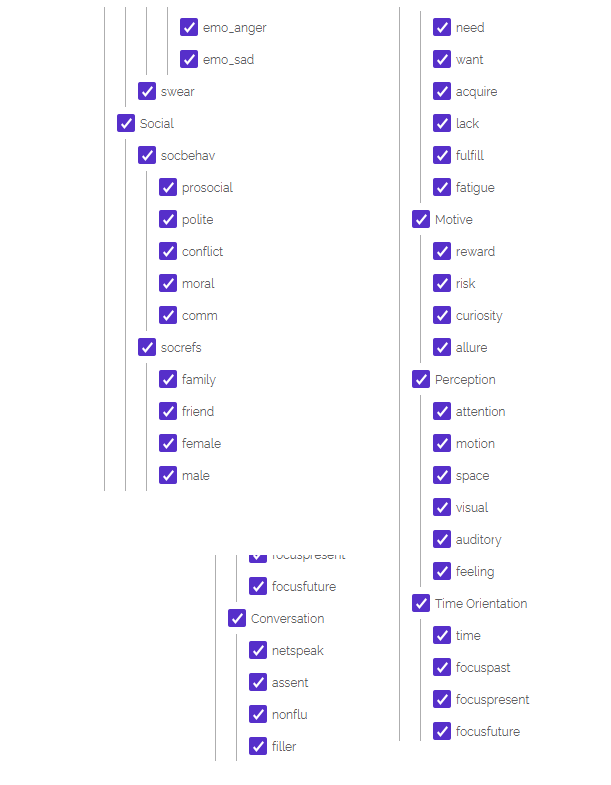 emo_anger
emo_sad
swear
Social
socbehav
prosocial
polite
conflict
moral
comm
socrefs
family
friend
female
male
need
want
acquire
lack
fulfill
fatigue
Motive
reward
risk
curiosity
allure
Perception
attention
motion
space
visual
auditory
feeling
Time Orientation
time
focuspast
focuspresent
focusfuture
focuspresent
focusfuture
Conversation
netspeak
assent
nonflu
filler